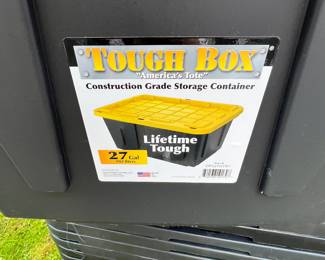 TOUGH BOX
"America's Tote"
Construction Grade Storage Container
Lifetime
Tough
27 Gal